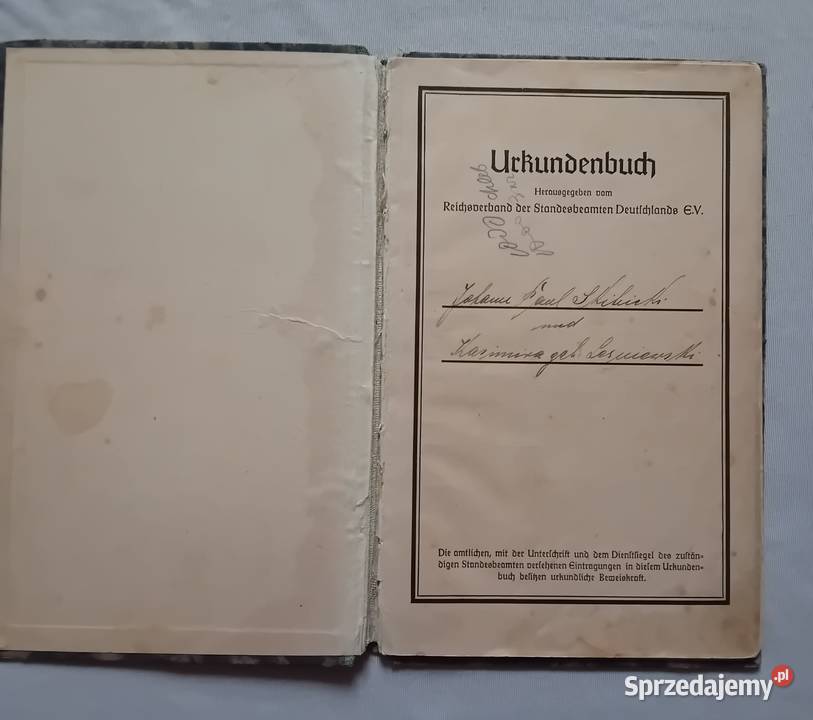 Urkundenbuch
Herausgegeben vom
Reichsverband der Standesbeamten Deutschlands E.V.
Johann Paul Skibicki
und
Kasimira geb. Lesniewski
Die amtlichen, mit der Unterschrift und dem Dienstsiegel des zustän-
digen Standesbeamten versehenen Eintragungen in diesem Urkunden-
buch besitzen urkundliche Beweiskraft.
Sprzedajemy.pl